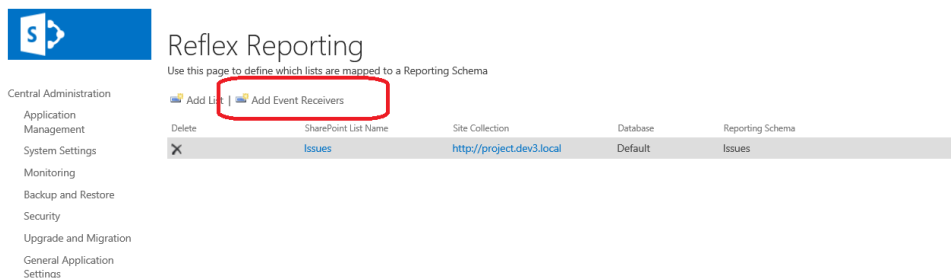 S
Reflex Reporting
Use this page to define which lists are mapped to a Reporting Schema
Central Administration
Application
Management
System Settings
Monitoring
Backup and Restore
Security
Upgrade and Migration
General Application
Settings
Add List | Add Event Receivers
Delete SharePoint List Name Site Collection Database Reporting Schema
Issues http://project.dev3.local Default Issues